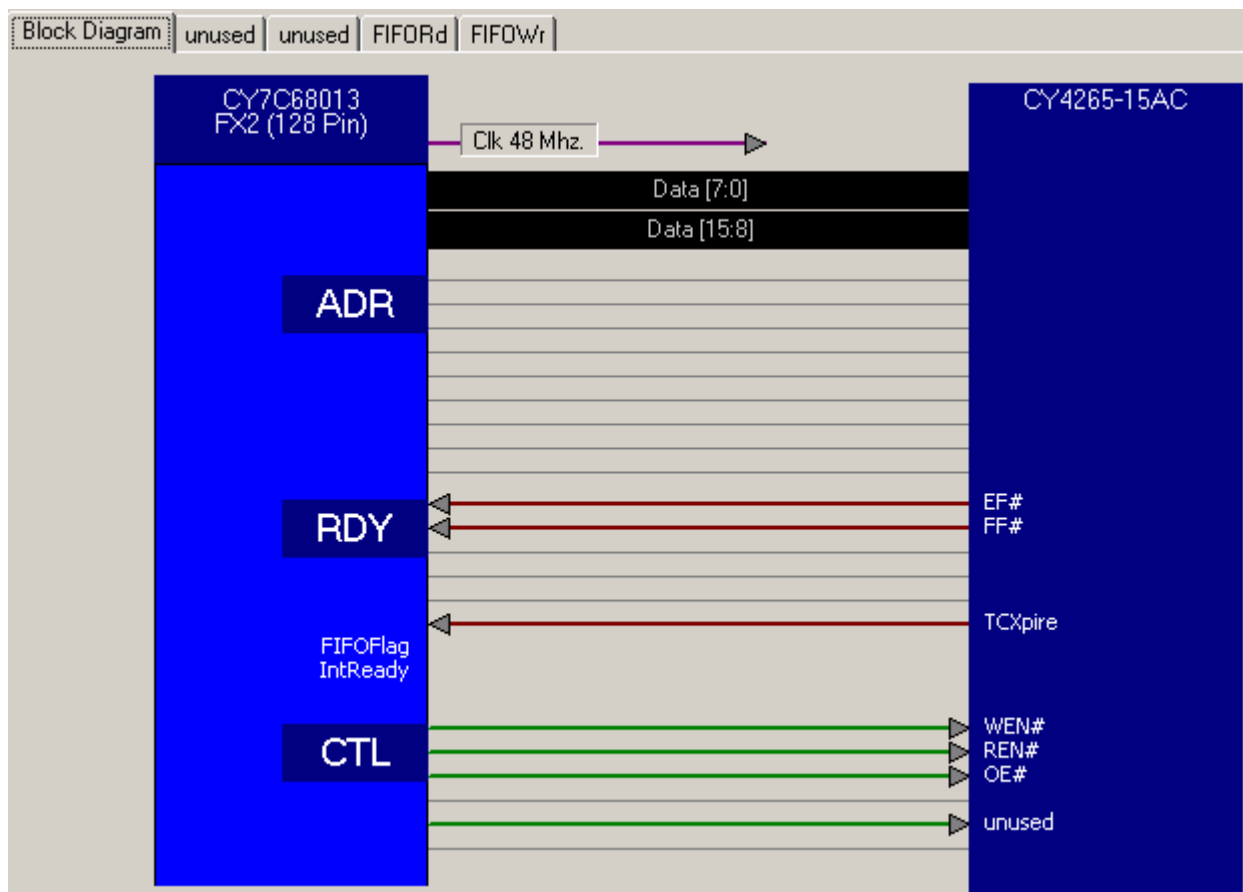 Block Diagram
unused
unused
FIFORd
FIFOWr
CY7C68013
FX2 (128 Pin)
CY4265-15AC
Clk 48 Mhz.
Data [7:0]
Data [15:8]
ADR
RDY
EF#
FF#
TCXpire
FIFOFlag
IntReady
CTL
WEN#
REN#
OE#
unused